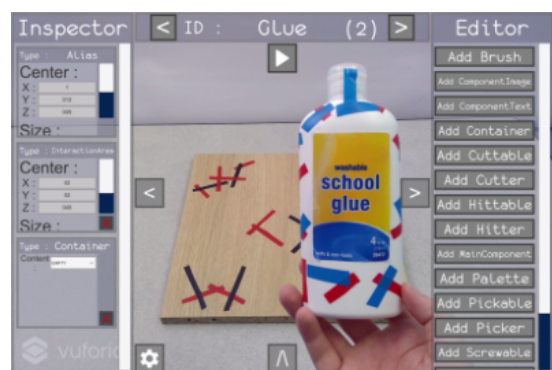 Inspector
Type : Alias
Center :
X :
Y :
Z :
Size :
Type : InteractionArea
Center :
X :
Y :
Z :
Size :
Type : Container
Content
:
vuforia
< ID : Glue (2) >
<
>
washable
school
glue
Editor
Add Brush
Add ComponentImage
Add ComponentText
Add Container
Add Cuttable
Add Cutter
Add Hittable
Add Hitter
Add MainComponent
Add Palette
Add Pickable
Add Picker
Add Screwable